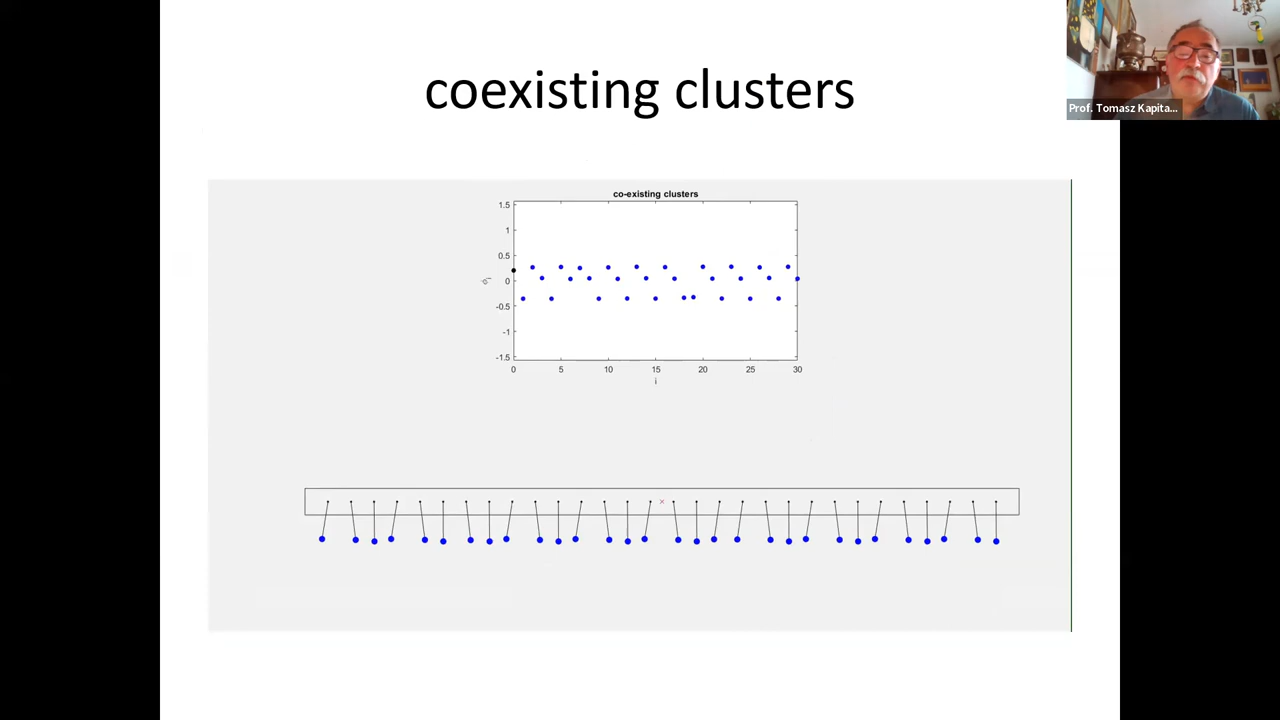 coexisting clusters
Prof. Tomasz Kapita...
co-existing clusters
1.5
1
0.5
0
-0.5
-1
-1.5
0 5 10 15 20 25 30
i